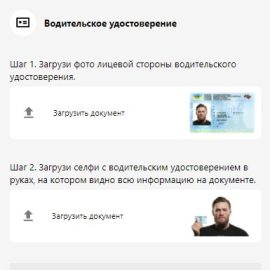 Водительское удостоверение
Шаг 1. Загрузи фото лицевой стороны водительского
удостоверения.
Загрузить документ
Шаг 2. Загрузи селфи с водительским удостоверением в
руках, на котором видно всю информацию на документе.
Загрузить документ